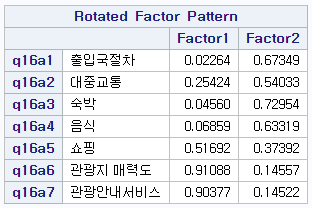 Rotated Factor Pattern
Factor1 Factor2
q16a1 출입국절차 0.02264 0.67349
q16a2 대중교통 0.25424 0.54033
q16a3 숙박 0.04560 0.72954
q16a4 음식 0.06859 0.63319
q16a5 쇼핑 0.51692 0.37392
q16a6 관광지 매력도 0.91088 0.14557
q16a7 관광안내서비스 0.90377 0.14522